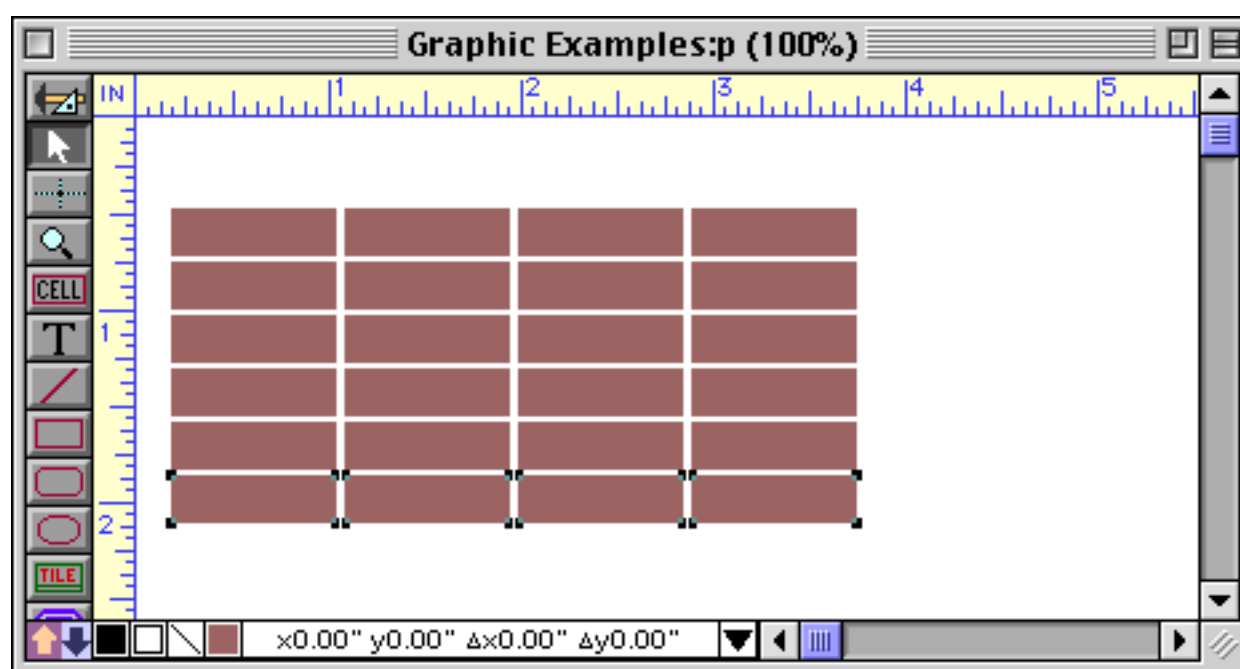 Graphic Examples:p (100%)
IN 1 2 3 4 5
CELL
T
1
2
TILE
x0.00" y0.00" Δx0.00" Δy0.00"